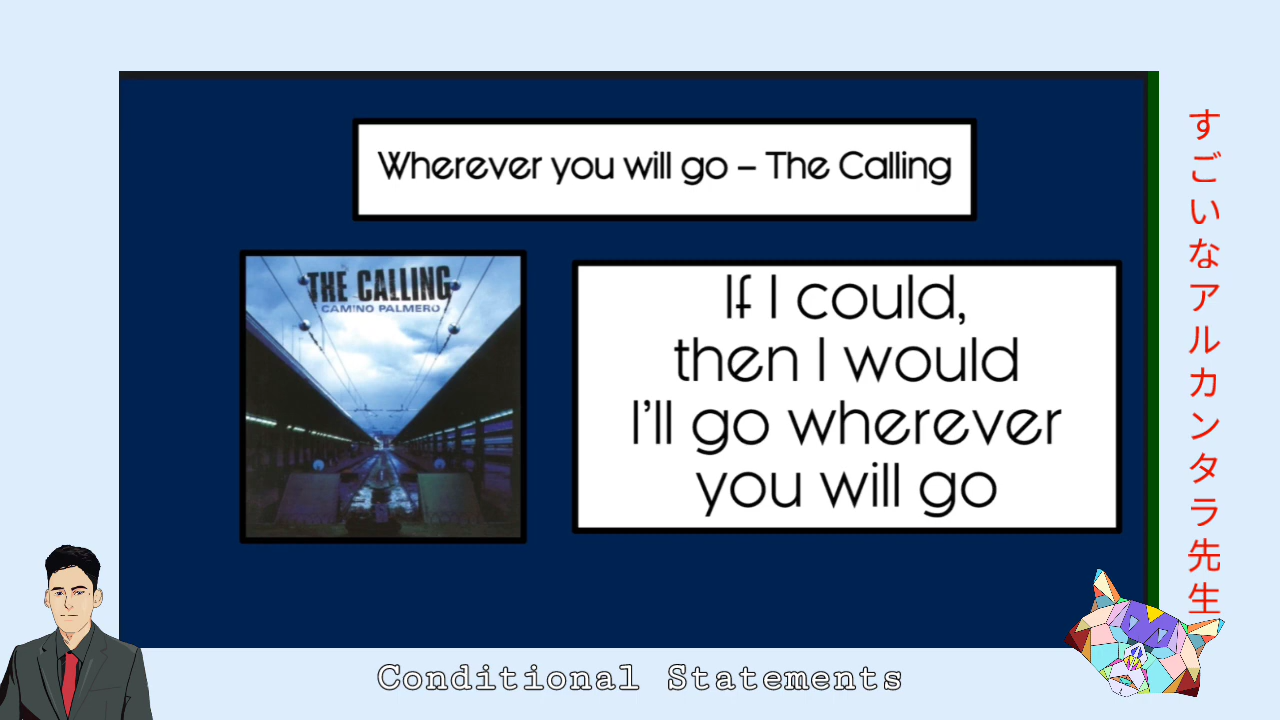 Wherever you will go – The Calling
THE CALLING
CAMINO PALMERO
If I could,
then I would
I'll go wherever
you will go
すごいなアルカンタラ先生
Conditional Statements